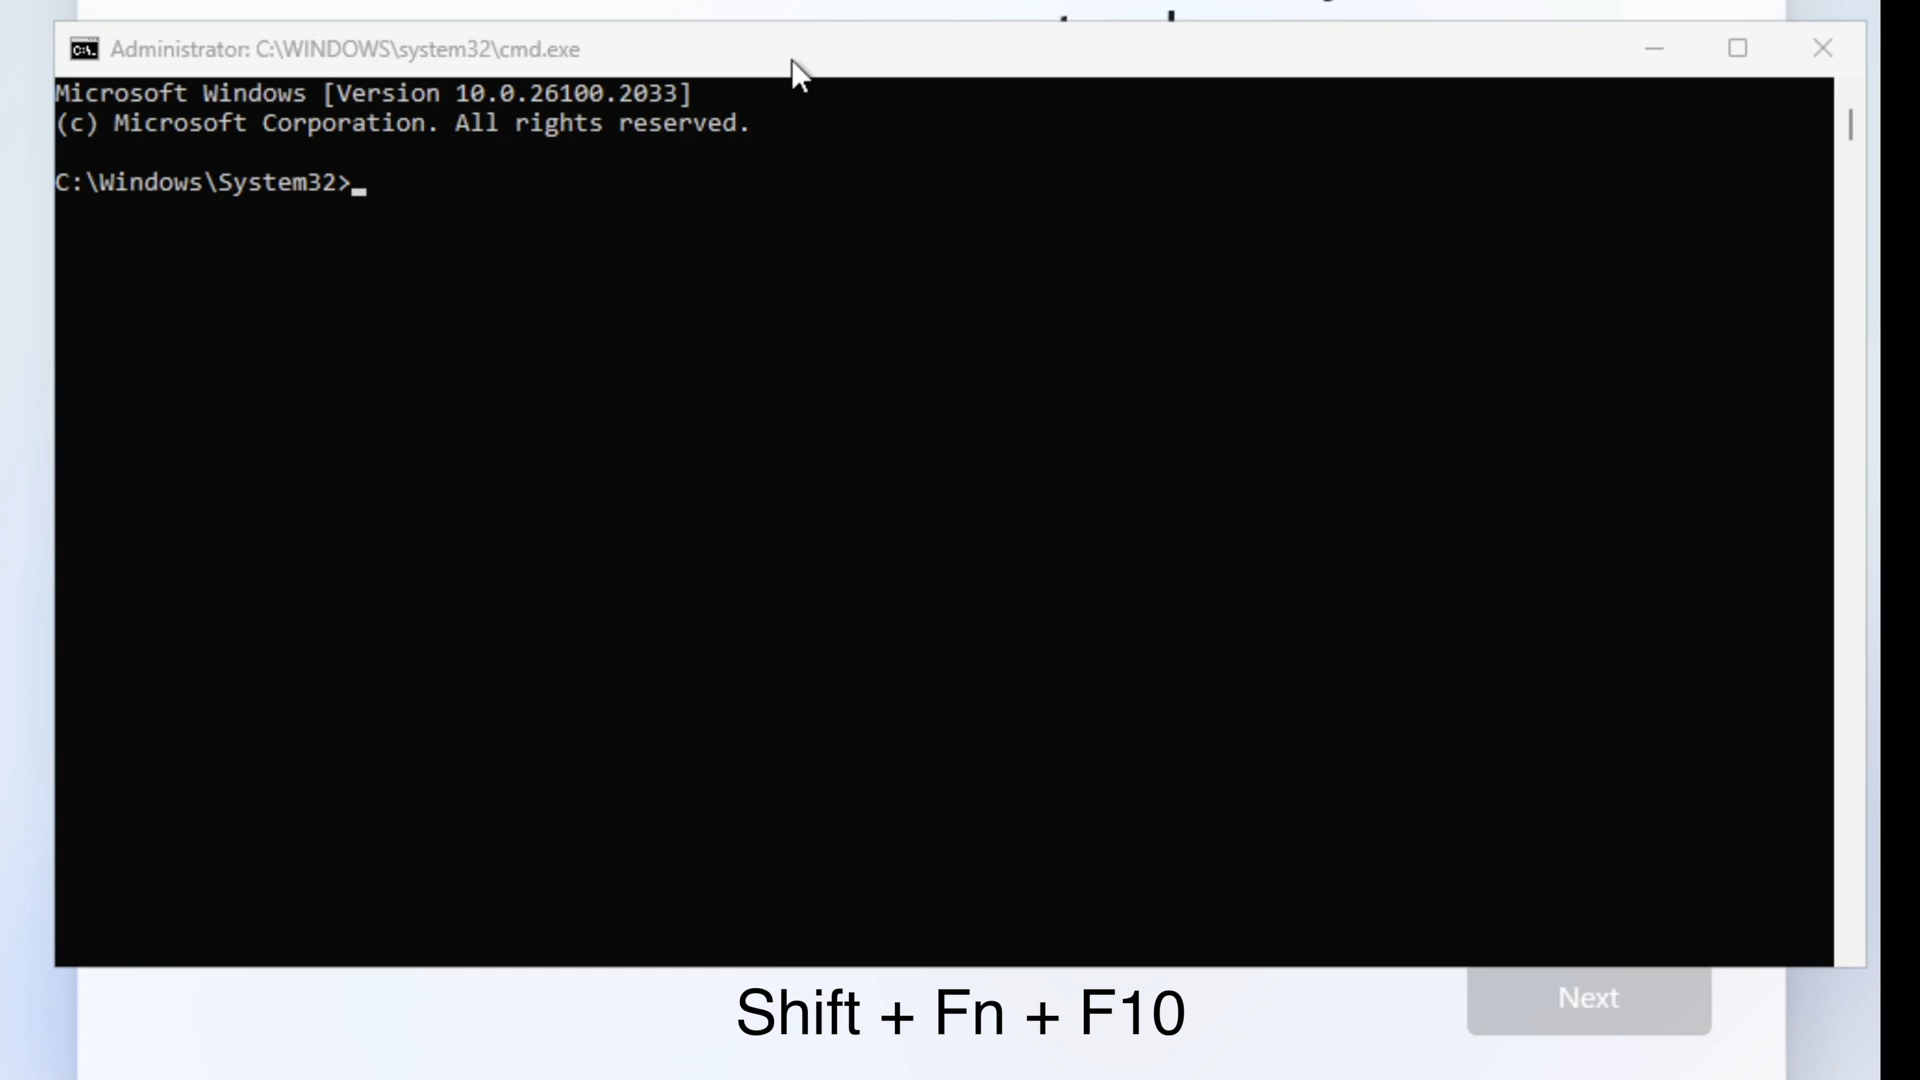 Administrator: C:\WINDOWS\system32\cmd.exe
Microsoft Windows [Version 10.0.26100.2033]
(c) Microsoft Corporation. All rights reserved.
C:\Windows\System32>
Shift + Fn + F10
Next